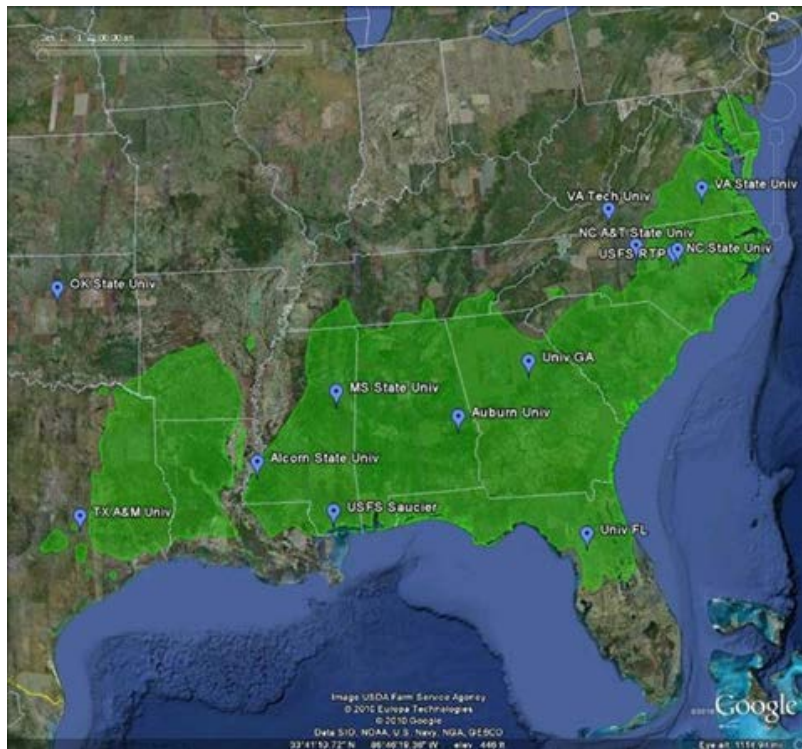 VA State Univ
VA Tech Univ
NC A&T State Univ
USFS RTP
NC State Univ
OK State Univ
Univ GA
MS State Univ
Auburn Univ
Alcorn State Univ
USFS Saucier
TX A&M Univ
Univ FL
Image USDA Farm Service Agency
© 2010 Europa Technologies
© 2010 Google
Data SIO, NOAA, U.S. Navy, NGA, GEBCO
Google